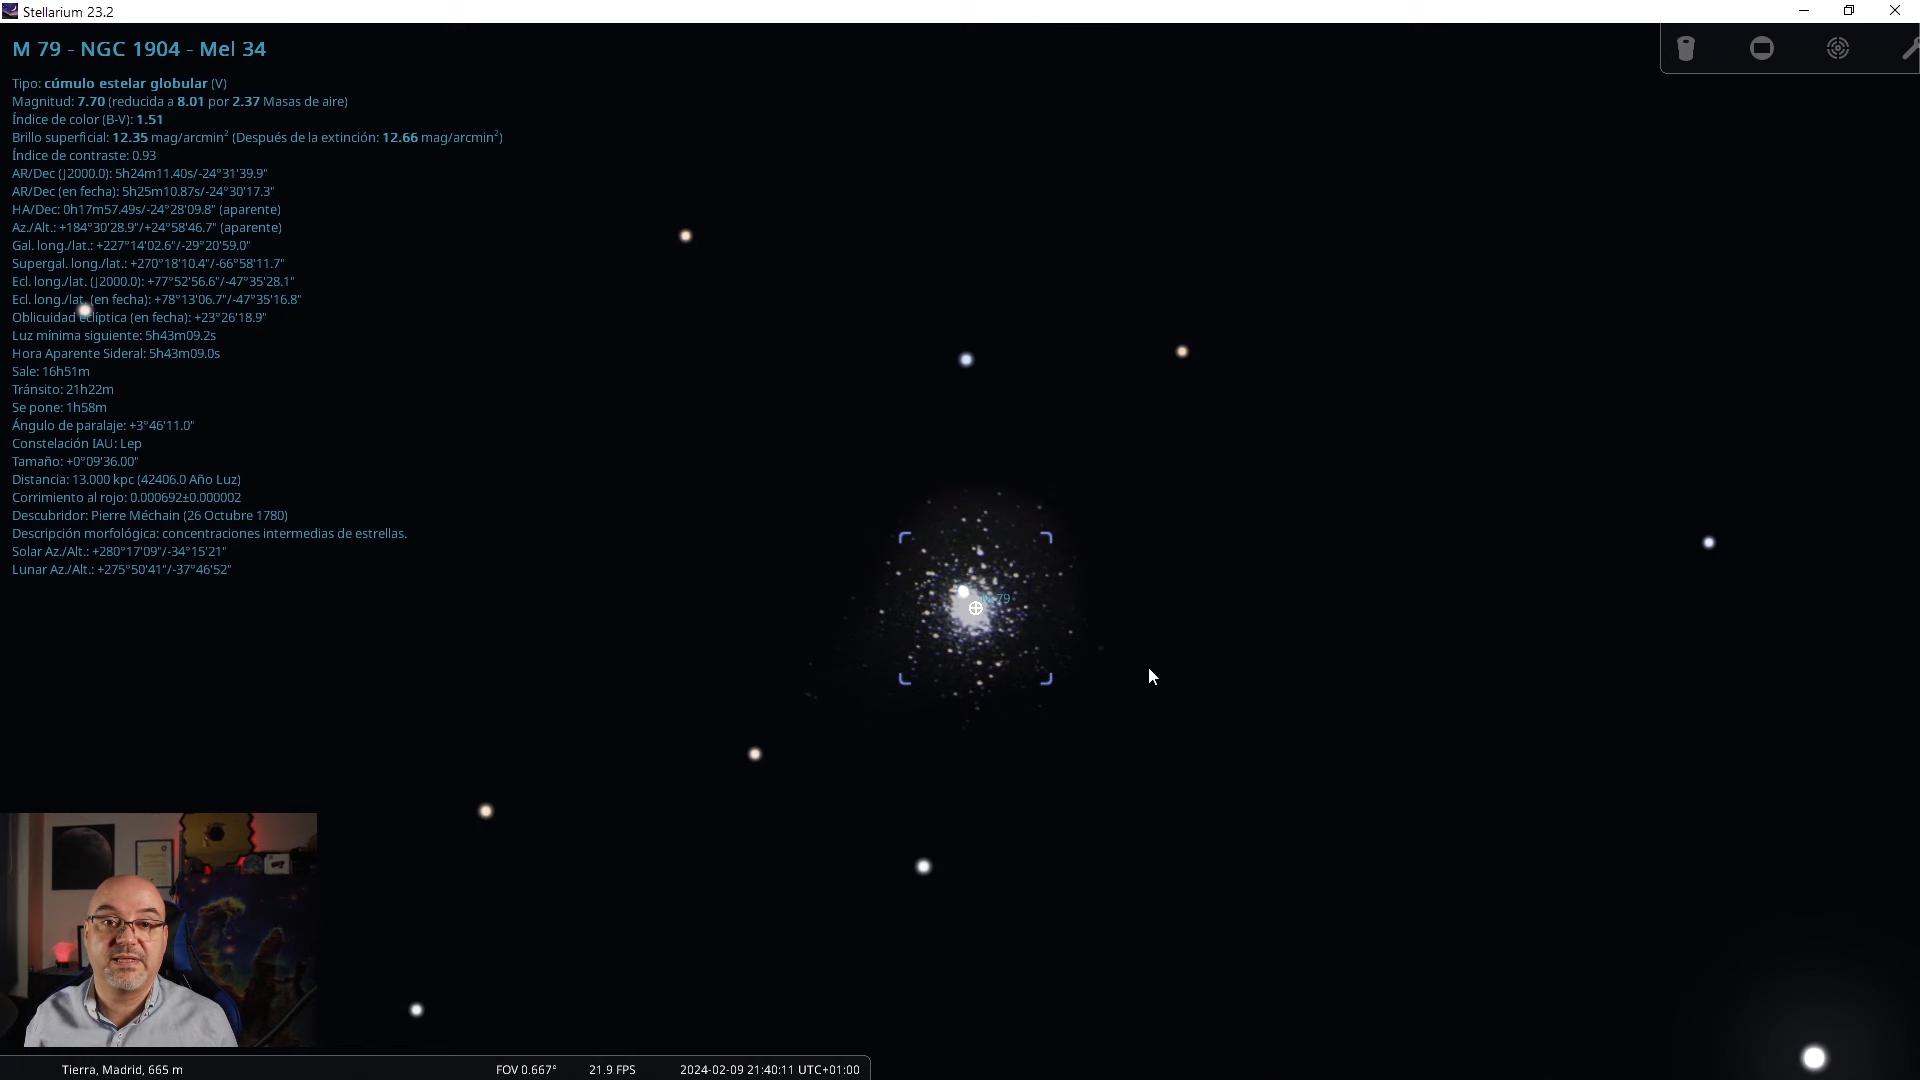 Stellarium 23.2
M 79 - NGC 1904 - Mel 34
Tipo: cúmulo estelar globular (V)
Magnitud: 7.70 (reducida a 8.01 por 2.37 Masas de aire)
Índice de color (B-V): 1.51
Brillo superficial: 12.35 mag/arcmin² (Después de la extinción: 12.66 mag/arcmin²)
Índice de contraste: 0.93
AR/Dec (J2000.0): 5h24m11.40s/-24°31'39.9"
AR/Dec (en fecha): 5h25m10.87s/-24°30'17.3"
HA/Dec: 0h17m57.49s/-24°28'09.8" (aparente)
Az./Alt.: +184°30'28.9"/+24°58'46.7" (aparente)
Gal. long./lat.: +227°14'02.6"/-29°20'59.0"
Supergal. long./lat.: +270°18'10.4"/-66°58'11.7"
Ecl. long./lat. (J2000.0): +77°52'56.6"/-47°35'28.1"
Ecl. long./lat. (en fecha): +78°13'06.7"/-47°35'16.8"
Oblicuidad eclíptica (en fecha): +23°26'18.9"
Luz mínima siguiente: 5h43m09.2s
Hora Aparente Sideral: 5h43m09.0s
Sale: 16h51m
Tránsito: 21h22m
Se pone: 1h58m
Ángulo de paralaje: +3°46'11.0"
Constelación IAU: Lep
Tamaño: +0°09'36.00"
Distancia: 13.000 kpc (42406.0 Año Luz)
Corrimiento al rojo: 0.000692±0.000002
Descubridor: Pierre Méchain (26 Octubre 1780)
Descripción morfológica: concentraciones intermedias de estrellas.
Solar Az./Alt.: +280°17'09"/-34°15'21"
Lunar Az./Alt.: +275°50'41"/-37°46'52"
M 79
Tierra, Madrid, 665 m
FOV 0.667°
21.9 FPS
2024-02-09 21:40:11 UTC+01:00